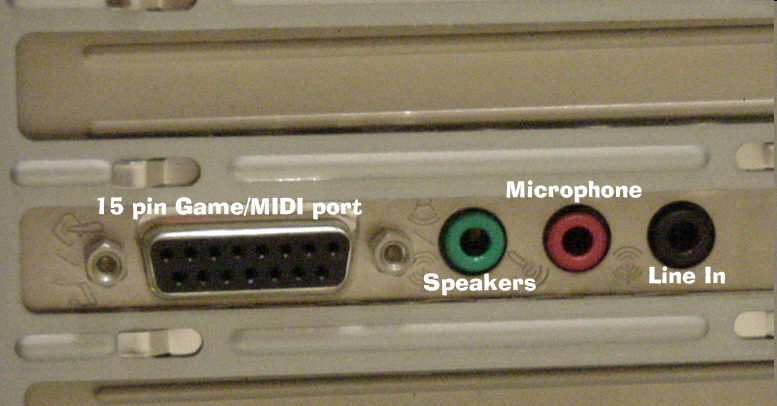 15 pin Game/MIDI port
Microphone
Speakers
Line In